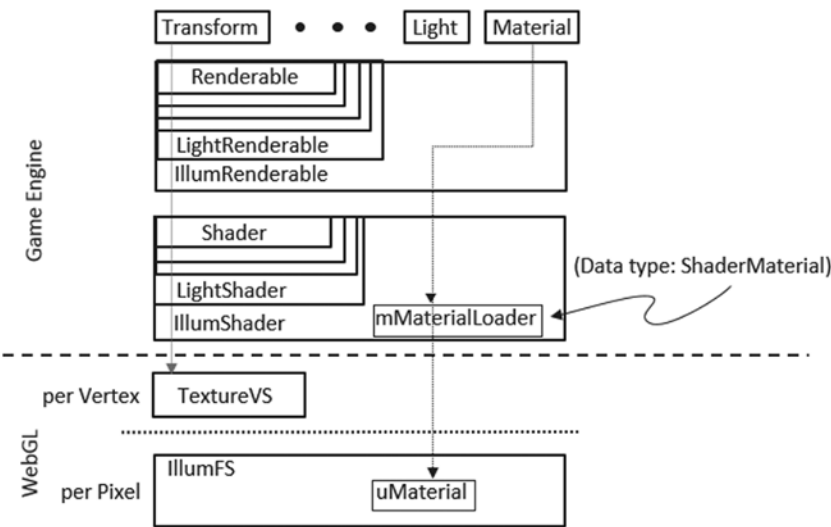 Transform • • • Light Material
Renderable
LightRenderable
IllumRenderable
Game Engine
Shader
(Data type: ShaderMaterial)
LightShader
IllumShader
mMaterialLoader
per Vertex
TextureVS
WebGL
IllumFS
per Pixel
uMaterial